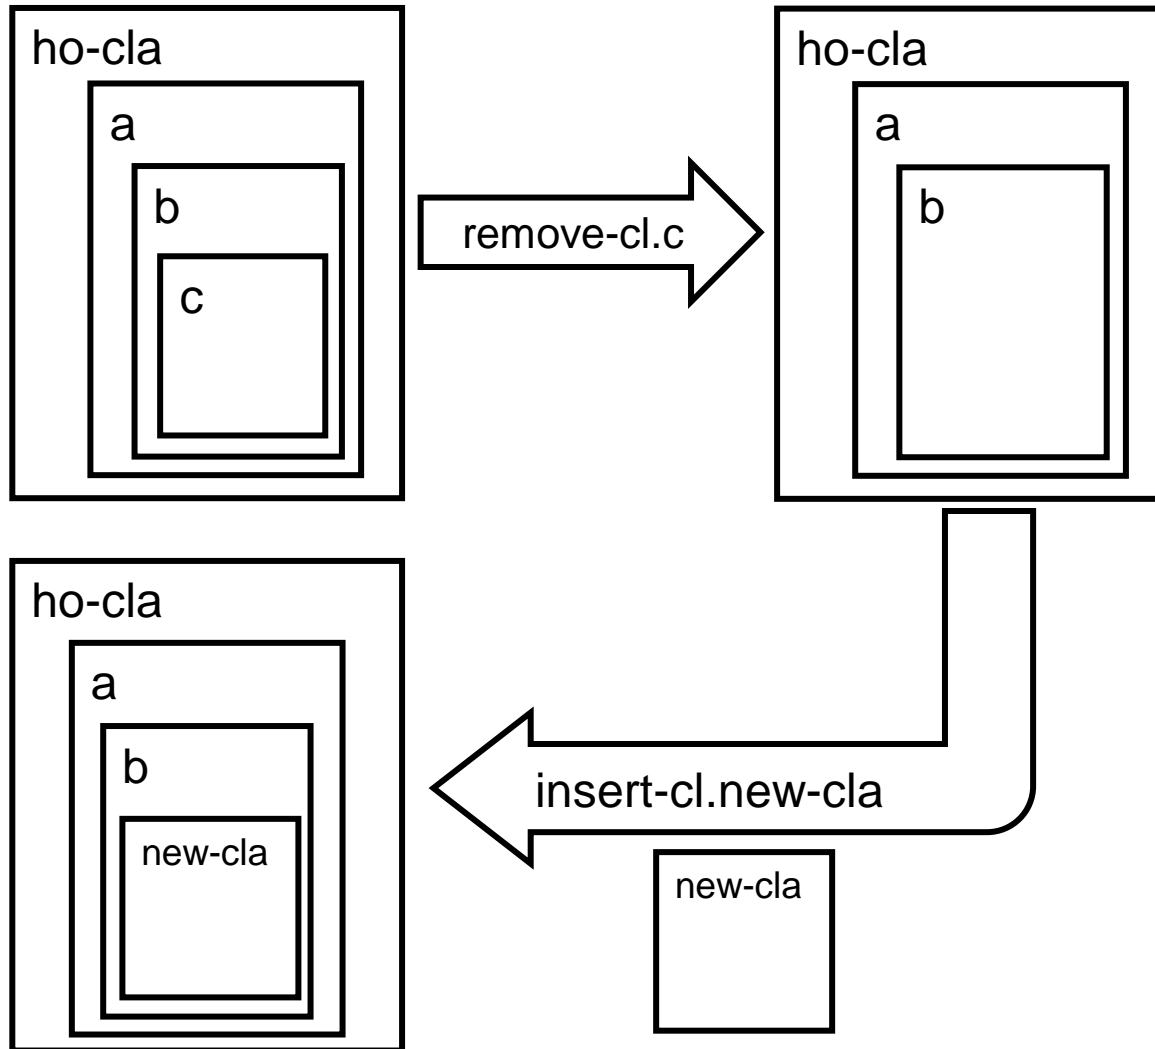 ho-cla
a
b
c
remove-cl.c
ho-cla
a
b
insert-cl.new-cla
new-cla
ho-cla
a
b
new-cla